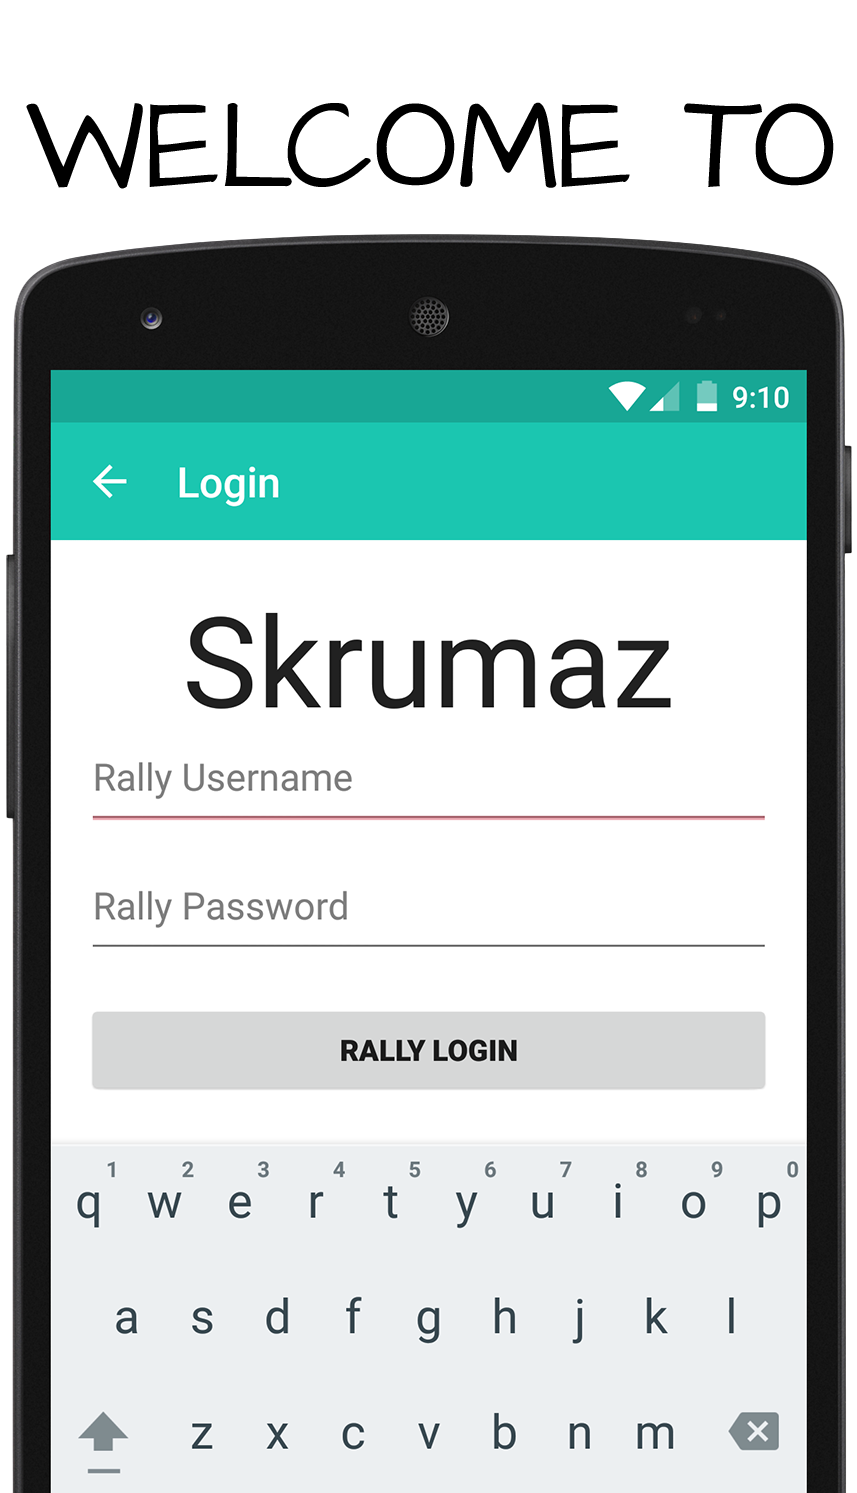 WELCOME TO
9:10
Login
Skrumaz
Rally Username
Rally Password
RALLY LOGIN
1 2 3 4 5 6 7 8 9 0
q w e r t y u i o p
a s d f g h j k l
z x c v b n m